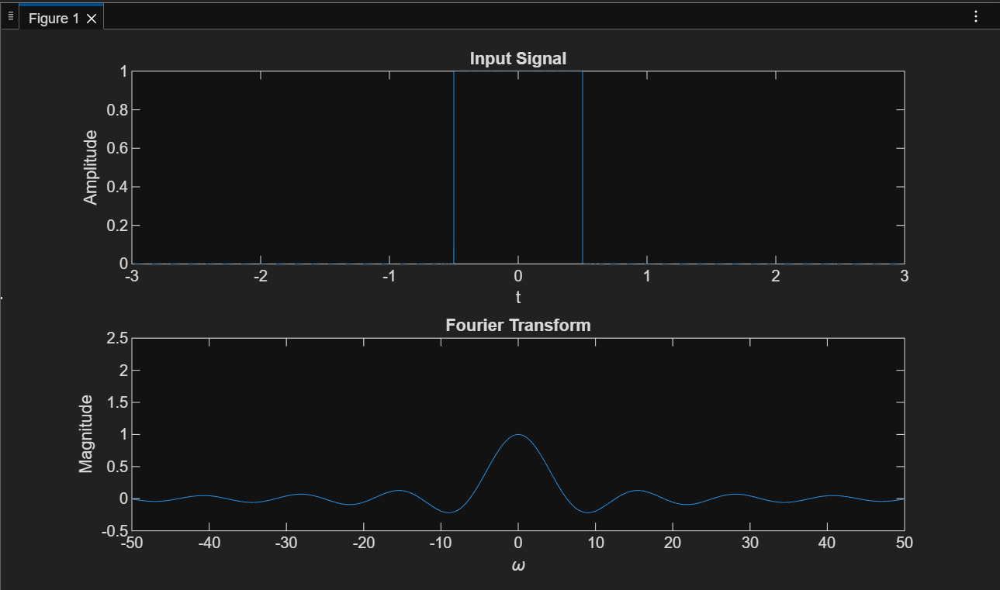 Figure 1
Input Signal
Amplitude
1
0.8
0.6
0.4
0.2
0
-3 -2 -1 0 1 2 3
t
Fourier Transform
Magnitude
2.5
2
1.5
1
0.5
0
-0.5
-50 -40 -30 -20 -10 0 10 20 30 40 50
ω